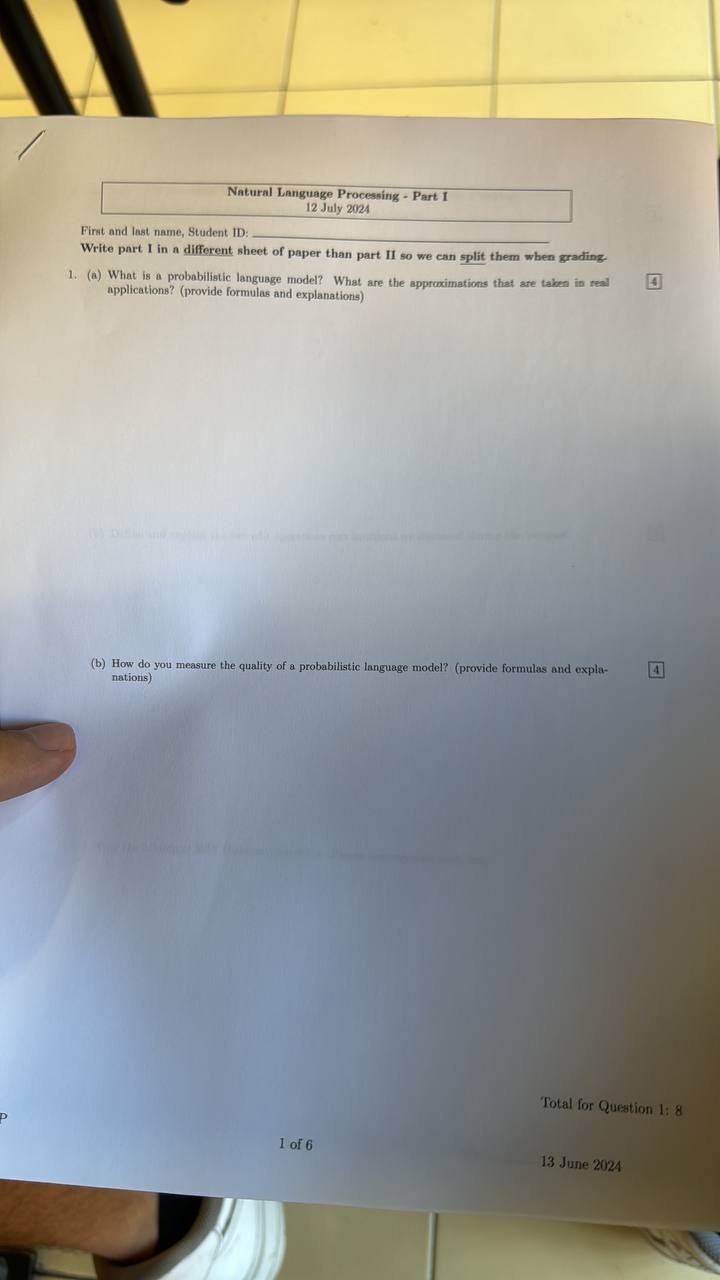 Natural Language Processing - Part I
12 July 2024
First and last name, Student ID:
Write part I in a different sheet of paper than part II so we can split them when grading.
1. (a) What is a probabilistic language model? What are the approximations that are taken in real
applications? (provide formulas and explanations)
4
(b) How do you measure the quality of a probabilistic language model? (provide formulas and expla-
nations)
4
Total for Question 1: 8
P
1 of 6
13 June 2024